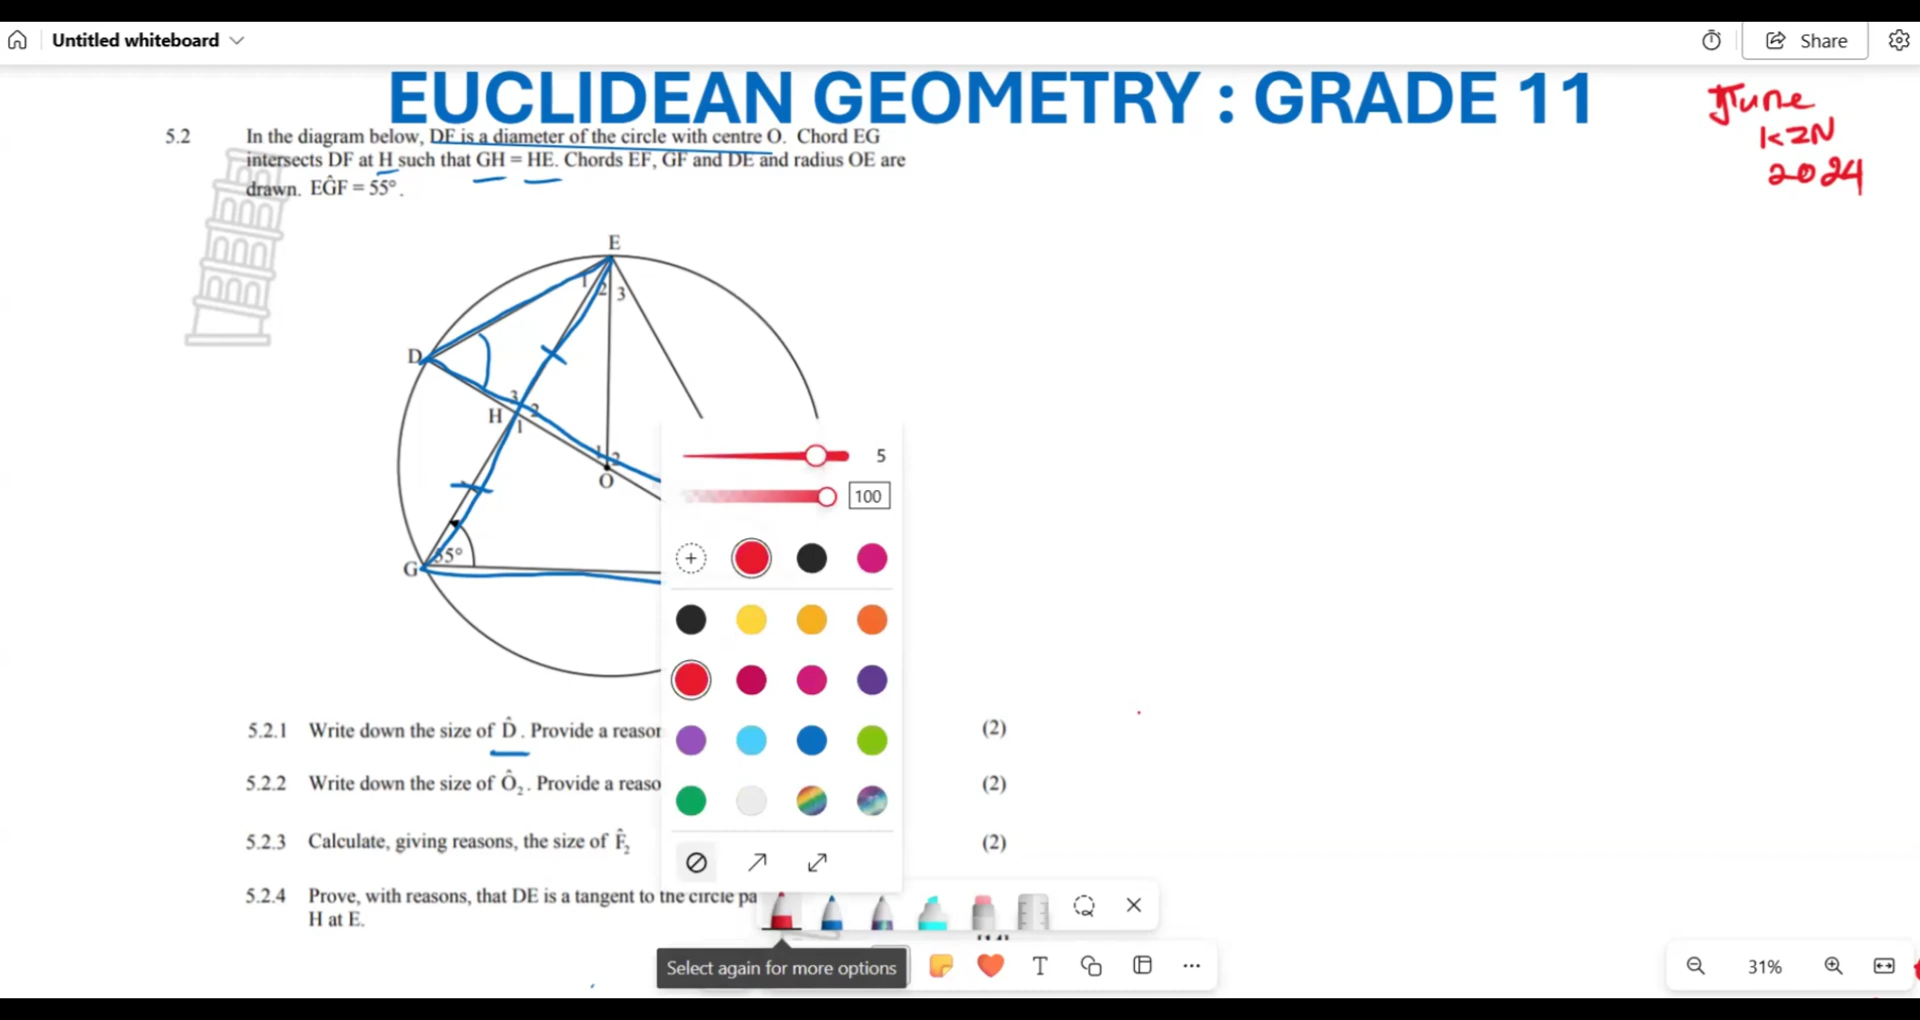 Untitled whiteboard
Share
EUCLIDEAN GEOMETRY : GRADE 11
June
KZN
2024
5.2 In the diagram below, DF is a diameter of the circle with centre O. Chord EG
intersects DF at H such that GH = HE. Chords EF, GF and DE and radius OE are
drawn. EĜF = 55°.
E
1 2 3
D
3
H 2
1
1 2
O
G 55°
5
100
5.2.1 Write down the size of D̂. Provide a reason (2)
5.2.2 Write down the size of Ô₂. Provide a reaso (2)
5.2.3 Calculate, giving reasons, the size of F̂₂ (2)
5.2.4 Prove, with reasons, that DE is a tangent to the circle pa
H at E.
Select again for more options
T
31%